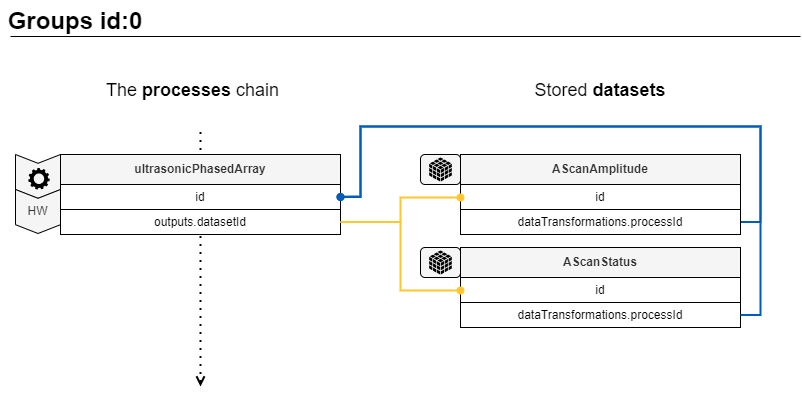 Groups id:0
The processes chain
Stored datasets
ultrasonicPhasedArray
id
outputs.datasetId
HW
AScanAmplitude
id
dataTransformations.processId
AScanStatus
id
dataTransformations.processId